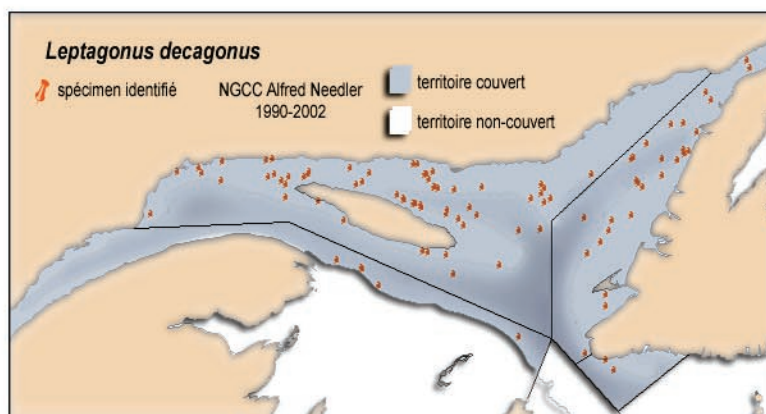 Leptagonus decagonus
spécimen identifié
NGCC Alfred Needler
1990-2002
territoire couvert
territoire non-couvert